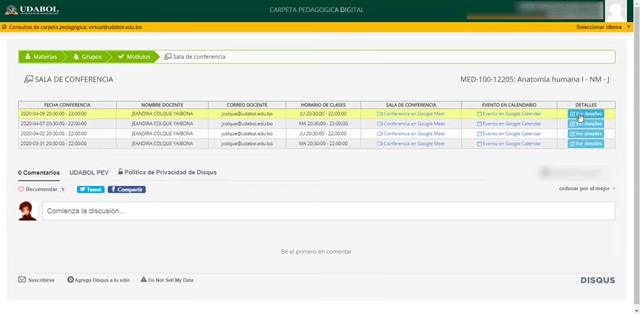 UDABOL
CARPETA PEDAGOGICA DIGITAL
Consultas de carpeta pedagógica: virtual@udabol.edu.bo
Seleccionar idioma
Materias Grupos Modulos Sala de conferencia
SALA DE CONFERENCIA
MED-100-12205: Anatomía humana I - NM - J
FECHA CONFERENCIA NOMBRE DOCENTE CORREO DOCENTE HORARIO DE CLASES SALA DE CONFERENCIA EVENTO EN CALENDARIO DETALLES
2020-04-09 20:30:00 - 22:00:00 JEANDIRA COLQUE YAIBONA jcolque@udabol.edu.bo JU 20:30:00 - 22:00:00 Conferencia en Google Meet Evento en Google Calendar Ver detalles
2020-04-07 20:30:00 - 22:00:00 JEANDIRA COLQUE YAIBONA jcolque@udabol.edu.bo MA 20:30:00 - 22:00:00 Conferencia en Google Meet Evento en Google Calendar Ver detalles
2020-04-02 20:30:00 - 22:00:00 JEANDIRA COLQUE YAIBONA jcolque@udabol.edu.bo JU 20:30:00 - 22:00:00 Conferencia en Google Meet Evento en Google Calendar Ver detalles
2020-03-31 20:30:00 - 22:00:00 JEANDIRA COLQUE YAIBONA jcolque@udabol.edu.bo MA 20:30:00 - 22:00:00 Conferencia en Google Meet Evento en Google Calendar Ver detalles
0 Comentarios UDABOL PEV Política de Privacidad de Disqus
Recomendar Tweet Compartir
ordenar por el mejor
Comienza la discusión...
Sé el primero en comentar.
Suscribirse Agrega Disqus a tu sitio Do Not Sell My Data
DISQUS